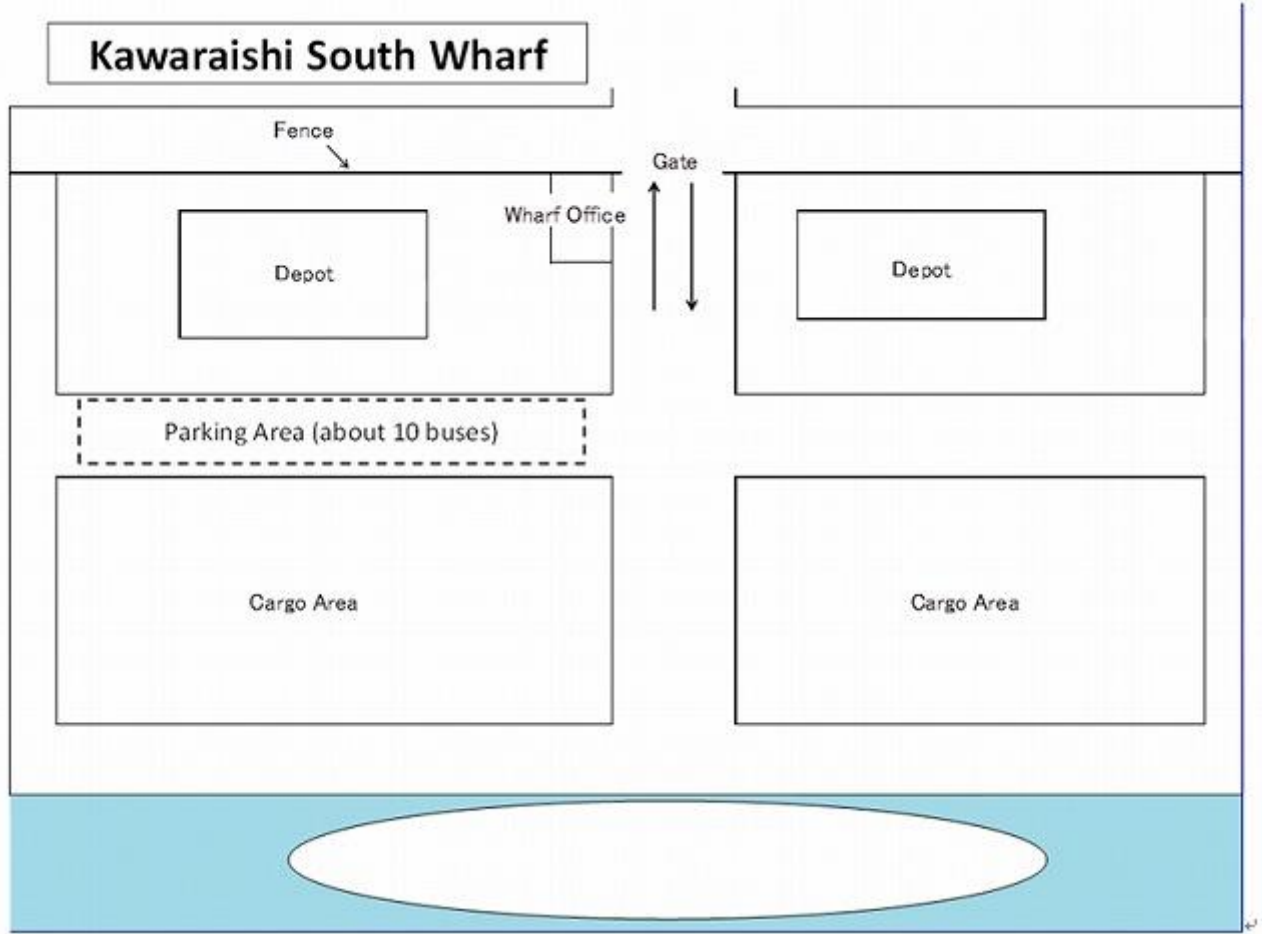 Kawaraishi South Wharf
Fence
Gate
Wharf Office
Depot
Depot
Parking Area (about 10 buses)
Cargo Area
Cargo Area